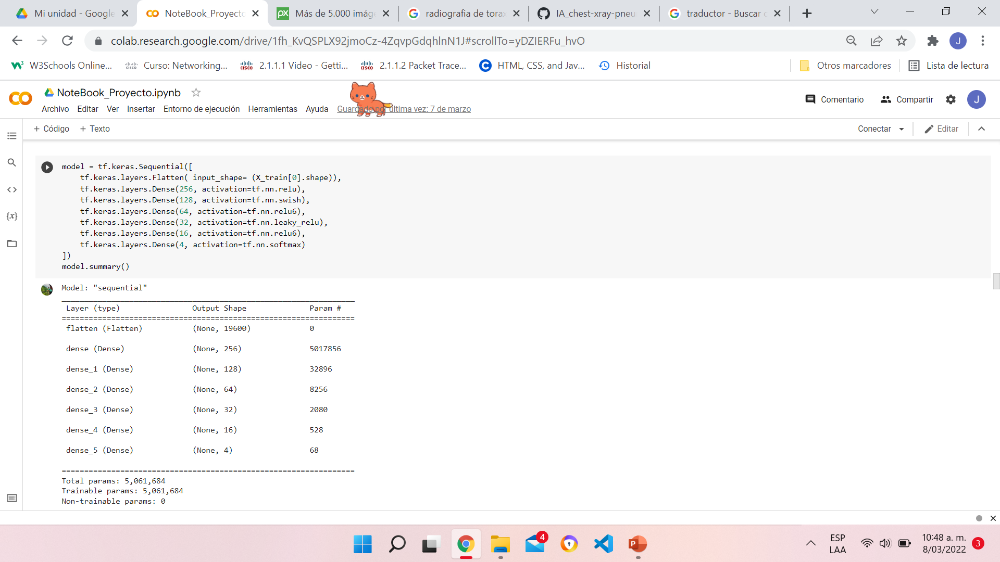 Mi unidad - Google
NoteBook_Proyecto
px Más de 5.000 imáge
radiografia de torax
IA_chest-xray-pneu
traductor - Buscar c
colab.research.google.com/drive/1fh_KvQSPLX92jmoCz-4ZqvpGdqhlnN1J#scrollTo=yDZIERFu_hvO
J
W3Schools Online...
Curso: Networking...
2.1.1.1 Video - Getti...
2.1.1.2 Packet Trace...
HTML, CSS, and Jav...
Historial
Otros marcadores
Lista de lectura
NoteBook_Proyecto.ipynb
Archivo Editar Ver Insertar Entorno de ejecución Herramientas Ayuda Guardado por última vez: 7 de marzo
Comentario Compartir J
+ Código + Texto
Conectar Editar
model = tf.keras.Sequential([
    tf.keras.layers.Flatten( input_shape= (X_train[0].shape)),
    tf.keras.layers.Dense(256, activation=tf.nn.relu),
    tf.keras.layers.Dense(128, activation=tf.nn.swish),
    tf.keras.layers.Dense(64, activation=tf.nn.relu6),
    tf.keras.layers.Dense(32, activation=tf.nn.leaky_relu),
    tf.keras.layers.Dense(16, activation=tf.nn.relu6),
    tf.keras.layers.Dense(4, activation=tf.nn.softmax)
])
model.summary()
Model: "sequential"
Layer (type) Output Shape Param #
flatten (Flatten) (None, 19600) 0
dense (Dense) (None, 256) 5017856
dense_1 (Dense) (None, 128) 32896
dense_2 (Dense) (None, 64) 8256
dense_3 (Dense) (None, 32) 2080
dense_4 (Dense) (None, 16) 528
dense_5 (Dense) (None, 4) 68
Total params: 5,061,684
Trainable params: 5,061,684
Non-trainable params: 0
4
ESP
LAA
10:48 a. m.
8/03/2022
3